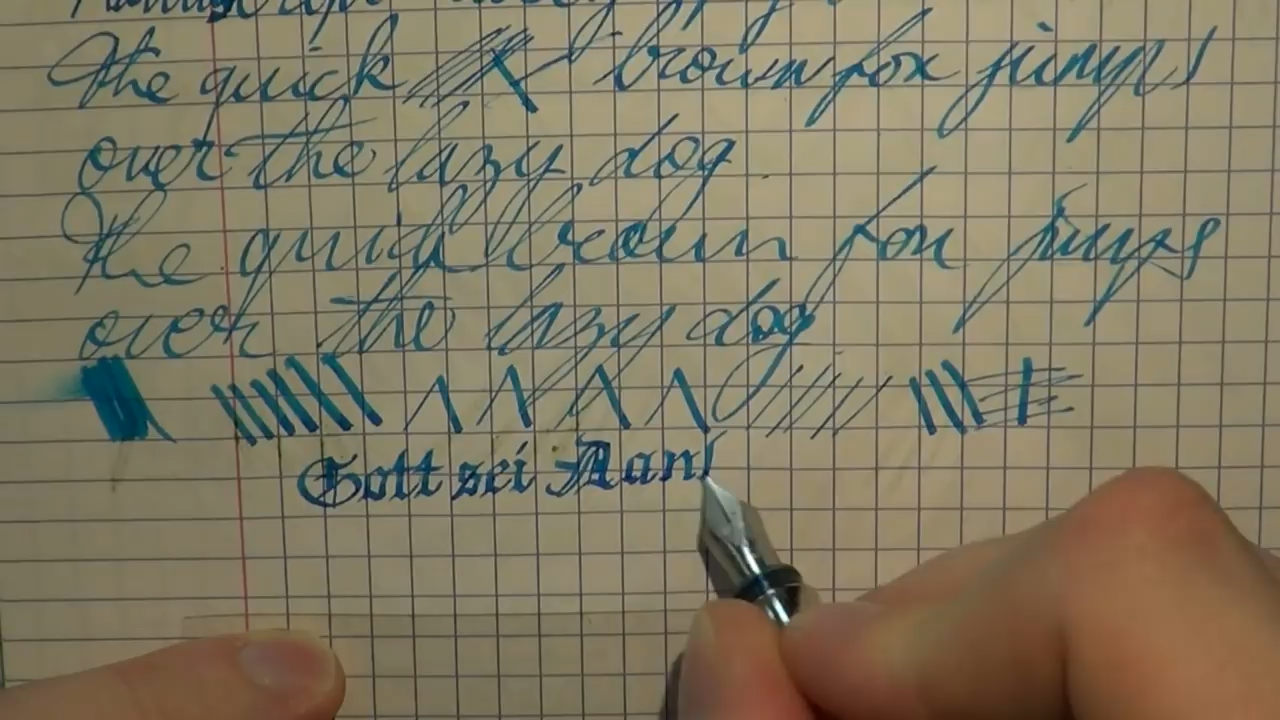 The quick brown fox jumps
over the lazy dog
The quick brown fox jumps
over the lazy dog
Gott sei